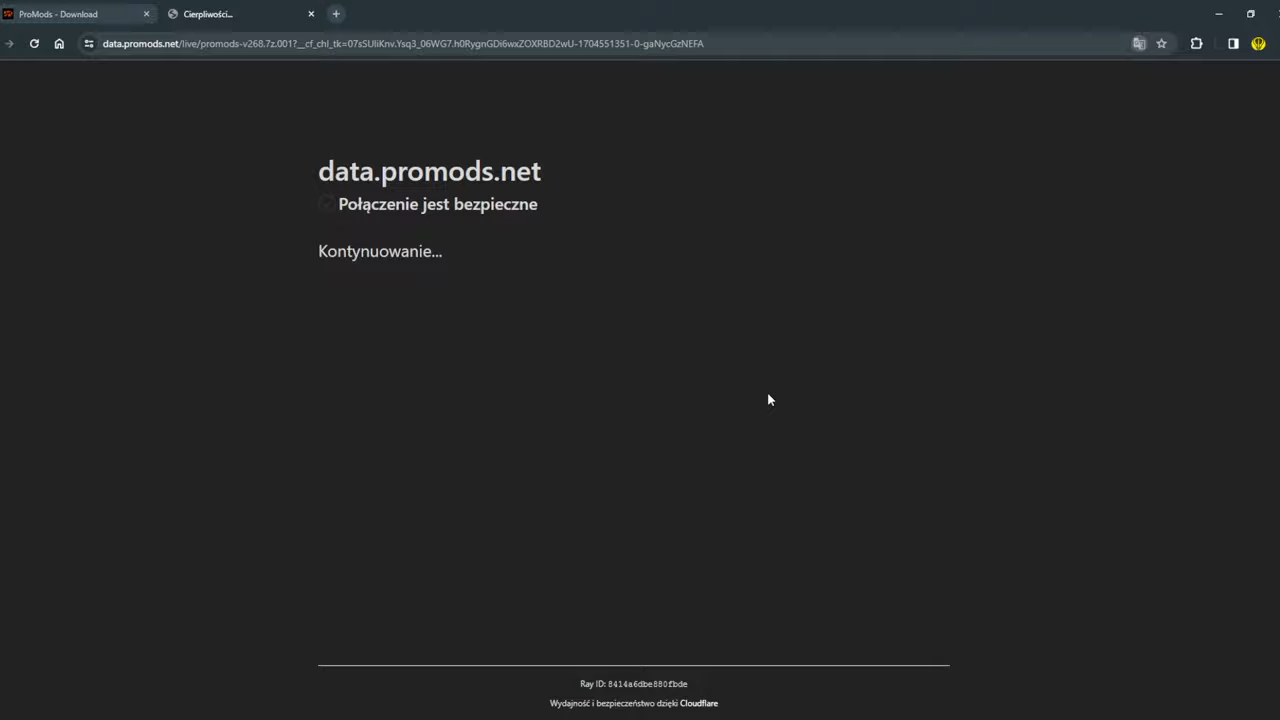 ProMods - Download
Cierpliwości...
data.promods.net/live/promods-v268.7z.001?__cf_chl_tk=07sSUliKnv.Ysq3_06WG7.h0RygnGDi6wxZOXRBD2wU-1704551351-0-gaNycGzNEFA
data.promods.net
Połączenie jest bezpieczne
Kontynuowanie...
Ray ID: 8414a6dbe880fbde
Wydajność i bezpieczeństwo dzięki Cloudflare